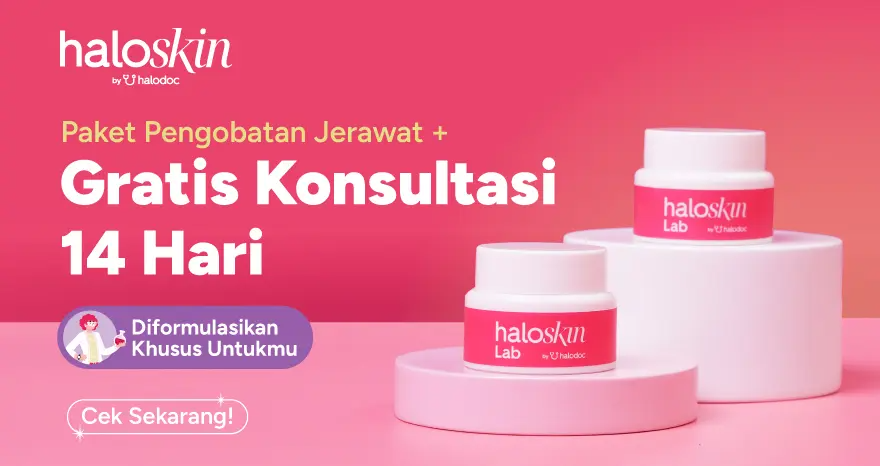 haloskin
by halodoc
Paket Pengobatan Jerawat +
Gratis Konsultasi
14 Hari
Diformulasikan
Khusus Untukmu
Cek Sekarang!
haloskin
Lab by halodoc
haloskin
Lab by halodoc